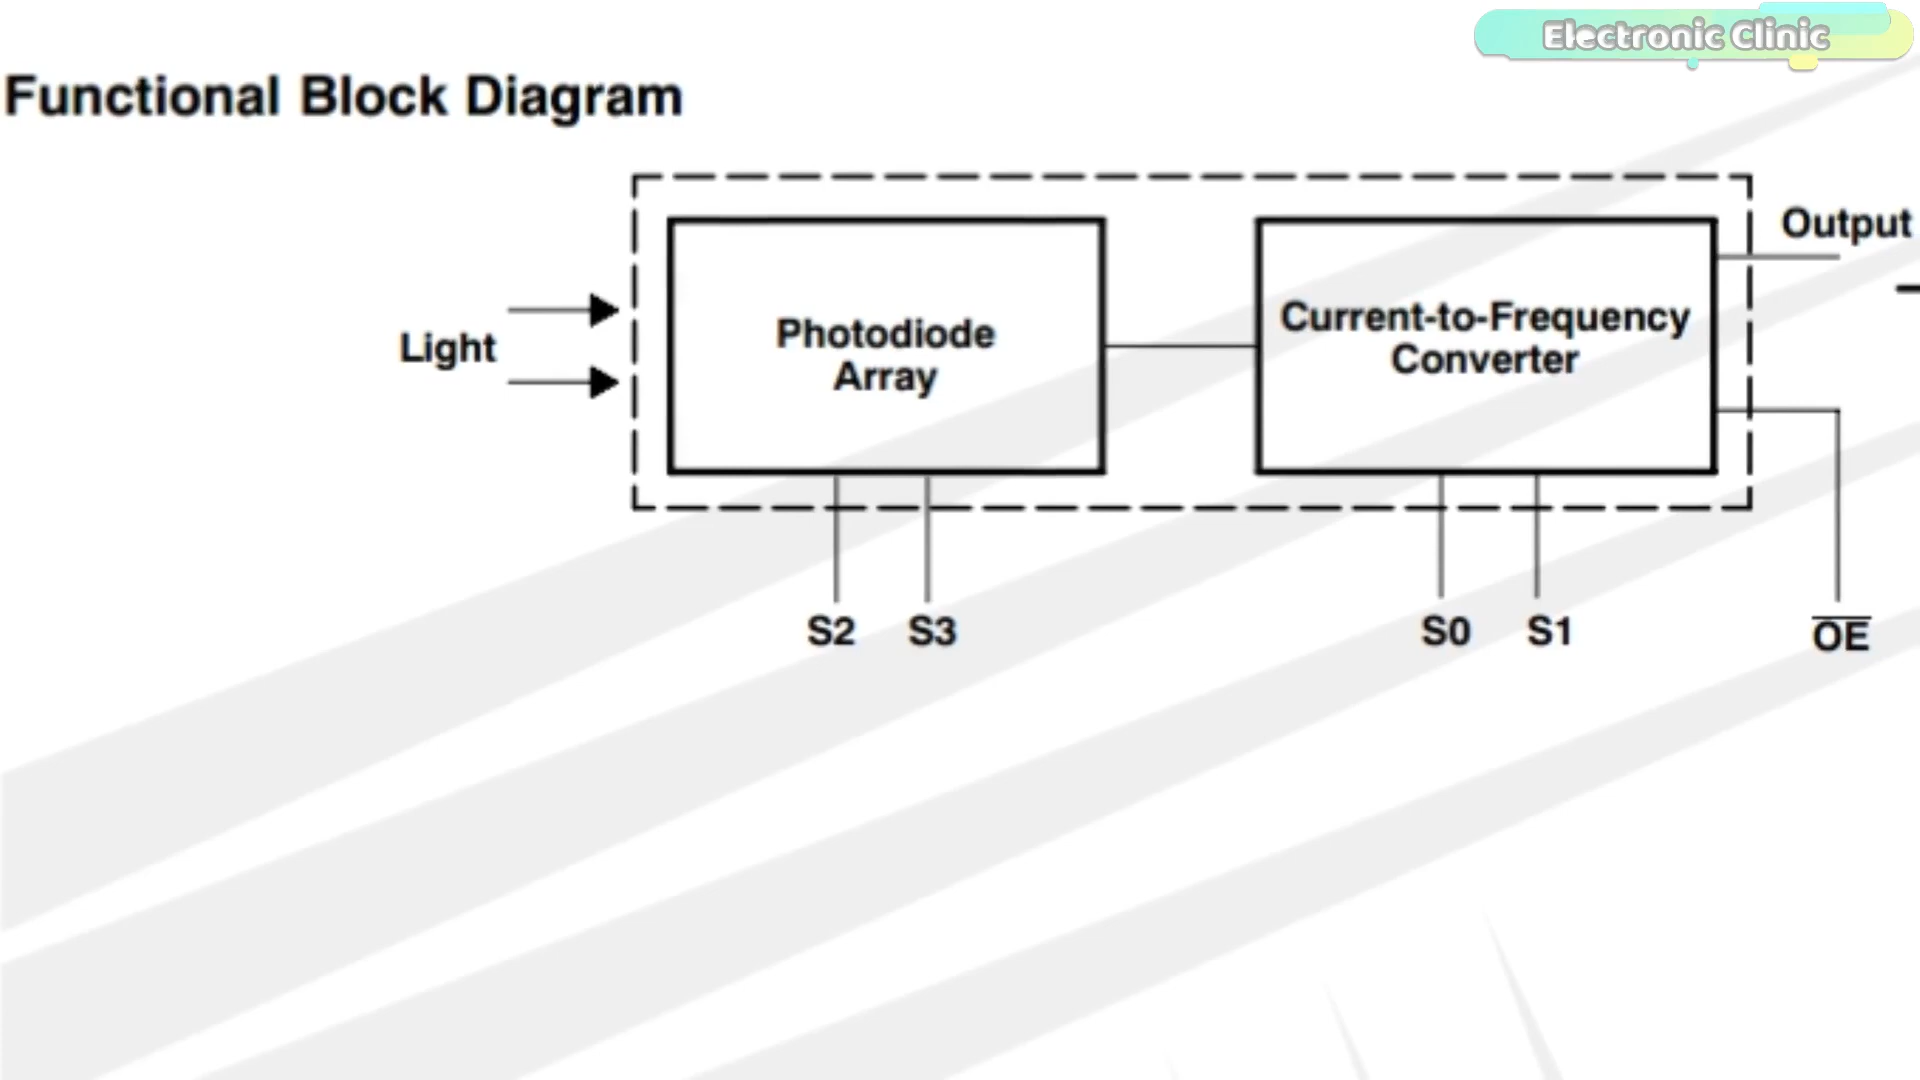 Electronic Clinic
Functional Block Diagram
Output
Light
Photodiode
Array
Current-to-Frequency
Converter
S2
S3
S0
S1
OE